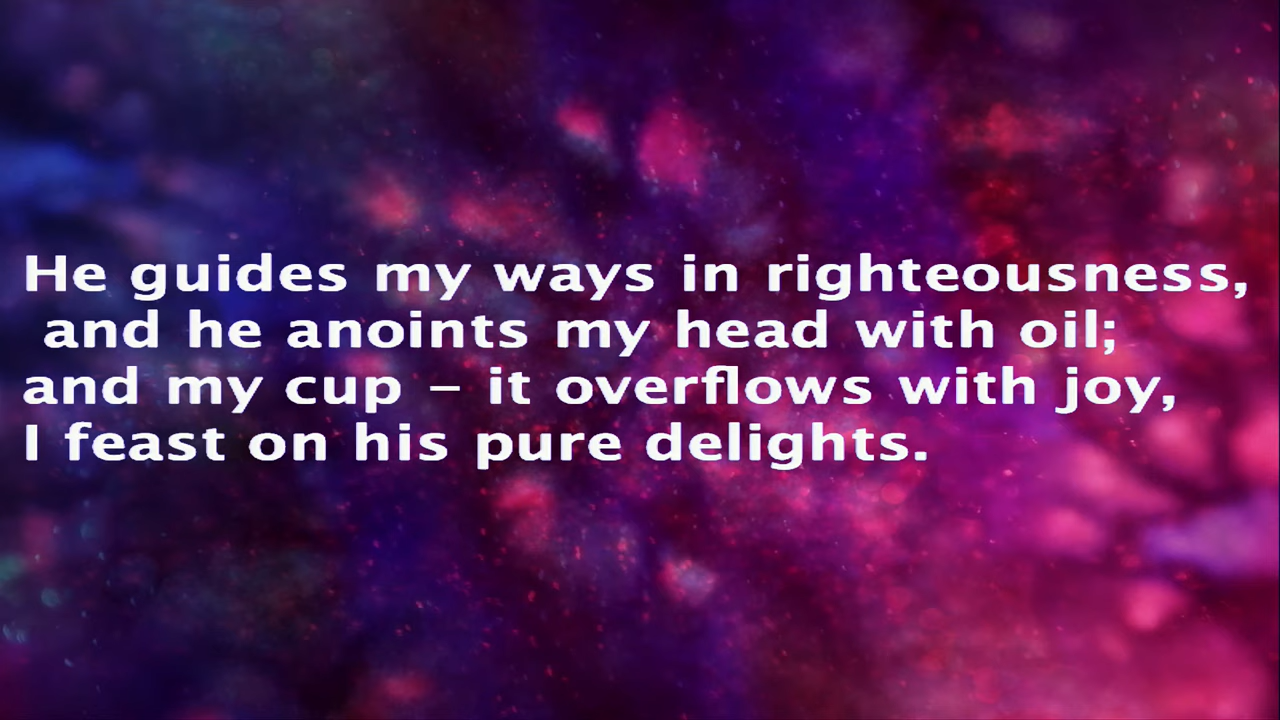 He guides my ways in righteousness,
and he anoints my head with oil;
and my cup – it overflows with joy,
I feast on his pure delights.